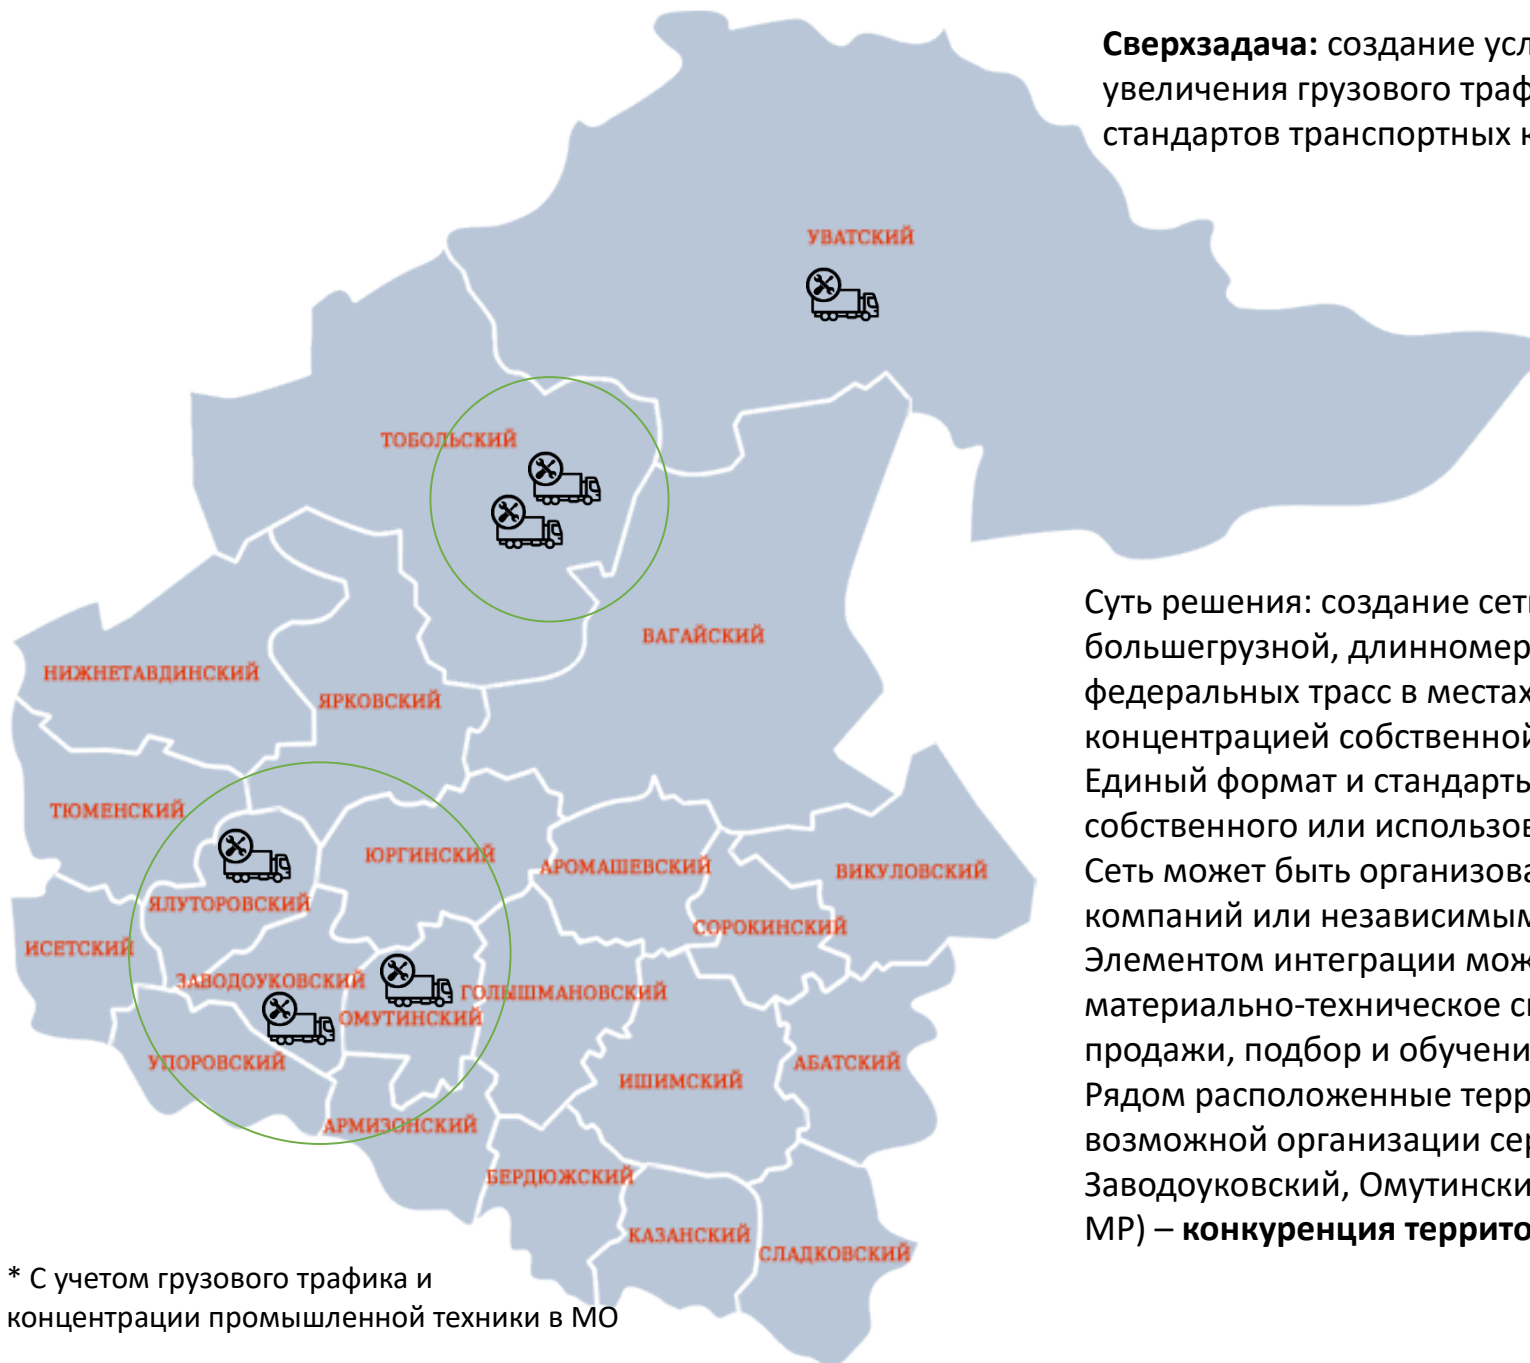 Сверхзадача: создание усл
увеличения грузового траф
стандартов транспортных к
УВАТСКИЙ
ТОБОЛЬСКИЙ
ВАГАЙСКИЙ
НИЖНЕТАВДИНСКИЙ
ЯРКОВСКИЙ
ТЮМЕНСКИЙ
ЮРГИНСКИЙ
АРОМАШЕВСКИЙ
ВИКУЛОВСКИЙ
ЯЛУТОРОВСКИЙ
СОРОКИНСКИЙ
ИСЕТСКИЙ
ЗАВОДОУКОВСКИЙ
ГОЛЫШМАНОВСКИЙ
ОМУТИНСКИЙ
УПОРОВСКИЙ
ИШИМСКИЙ
АБАТСКИЙ
АРМИЗОНСКИЙ
БЕРДЮЖСКИЙ
КАЗАНСКИЙ
СЛАДКОВСКИЙ
Суть решения: создание сет
большегрузной, длинномер
федеральных трасс в местах
концентрацией собственной
Единый формат и стандарты
собственного или использов
Сеть может быть организова
компаний или независимым
Элементом интеграции мож
материально-техническое с
продажи, подбор и обучени
Рядом расположенные терр
возможной организации сер
Заводоуковский, Омутински
МР) – конкуренция террито
* С учетом грузового трафика и
концентрации промышленной техники в МО